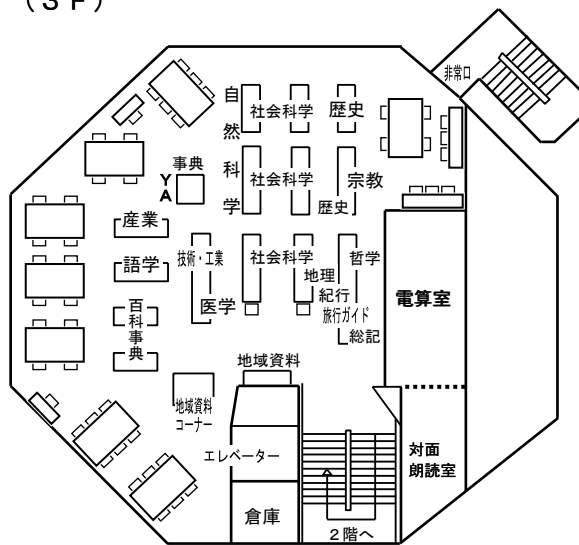 （３Ｆ）
非常口
自然科学
社会科学
歴史
事典
YA
社会科学
宗教
歴史
産業
語学
技術・工業
社会科学
哲学
地理
紀行
医学
旅行ガイド
総記
百科事典
電算室
地域資料
地域資料
コーナー
エレベーター
対面
朗読室
倉庫
２階へ